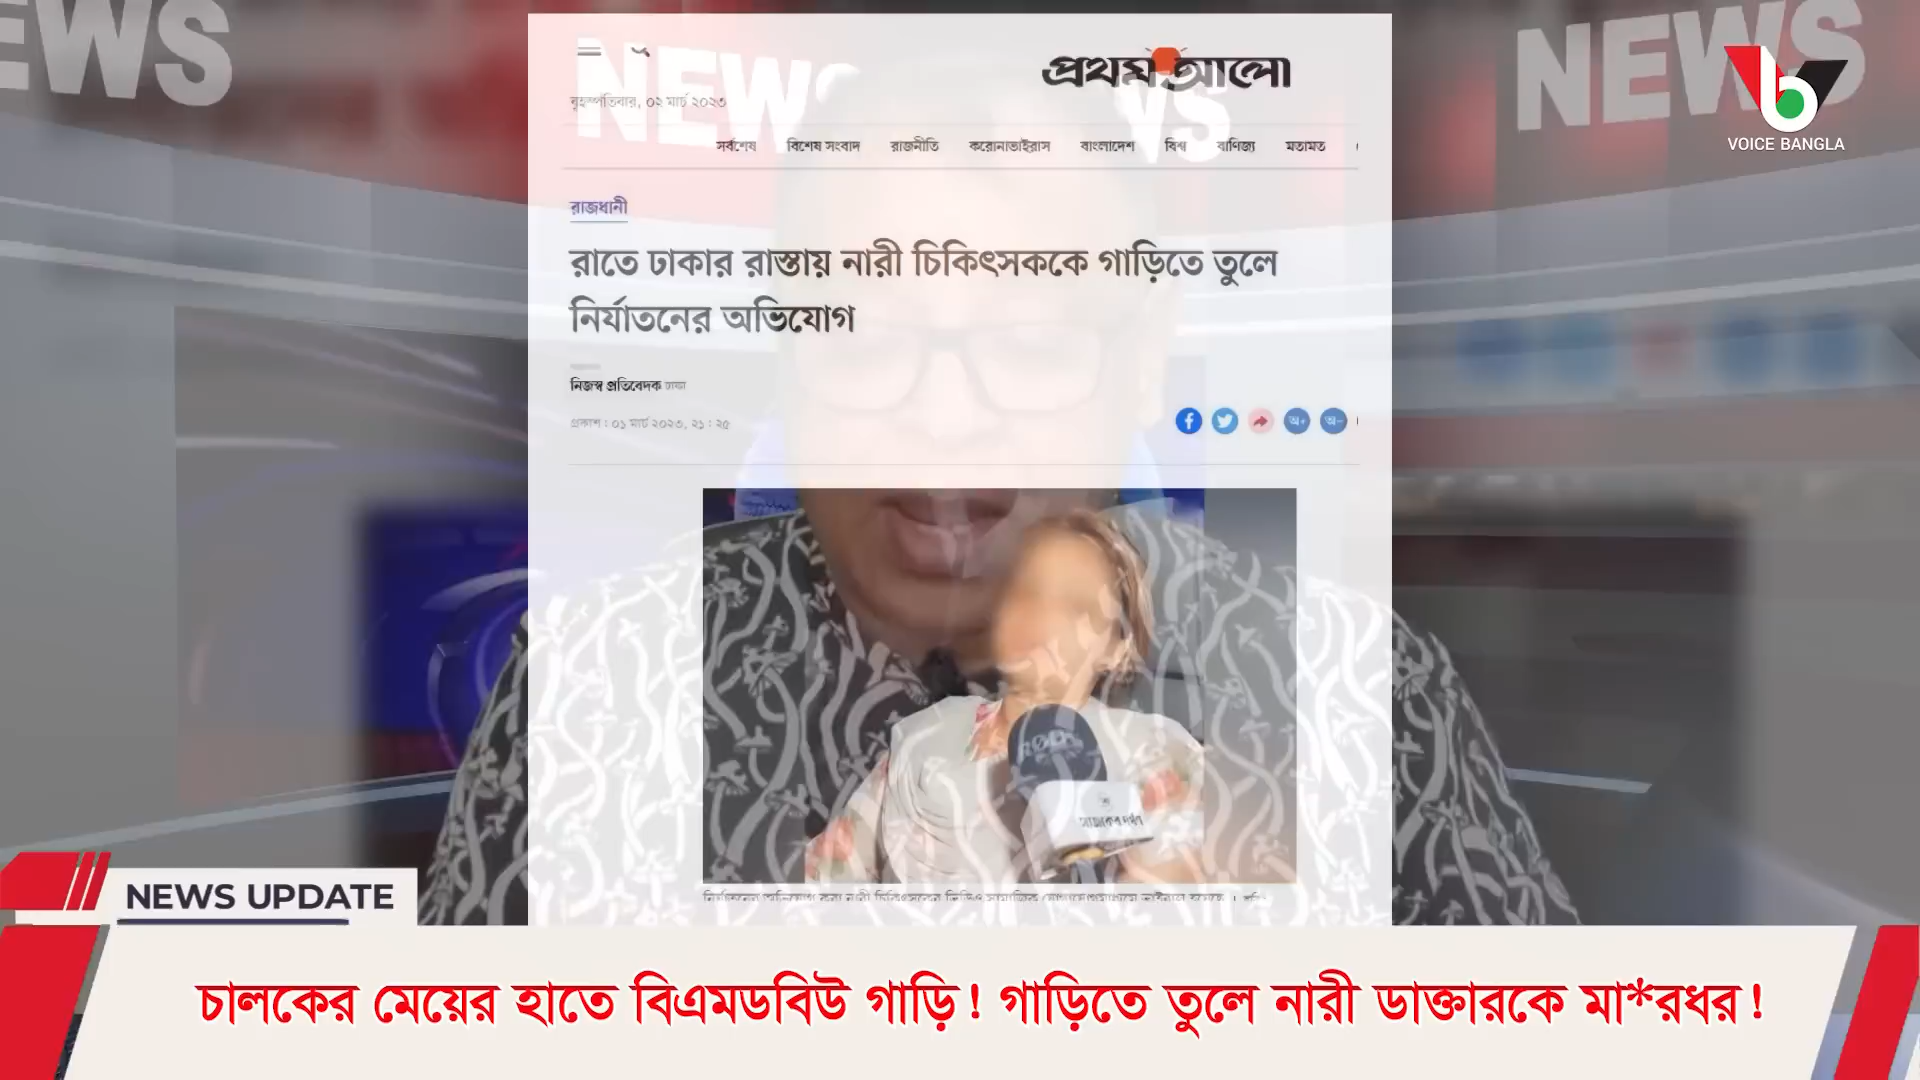 NEWS
NEWS
NEWS
VOICE BANGLA
প্রথম আলো
বৃহস্পতিবার, ০২ মার্চ ২০২৩
সর্বশেষ বিশেষ সংবাদ রাজনীতি করোনাভাইরাস বাংলাদেশ বিশ্ব বাণিজ্য মতামত
রাজধানী
রাতে ঢাকার রাস্তায় নারী চিকিৎসককে গাড়িতে তুলে
নির্যাতনের অভিযোগ
নিজস্ব প্রতিবেদক ঢাকা
প্রকাশ: ০১ মার্চ ২০২৩, ২১: ২৫
অ+ অ-
NEWS UPDATE
চালকের মেয়ের হাতে বিএমডবিউ গাড়ি! গাড়িতে তুলে নারী ডাক্তারকে মা*রধর!